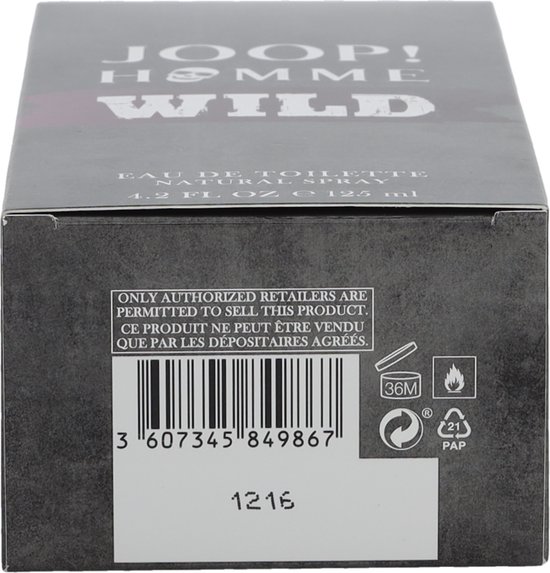 JOOP!
HOMME
WILD
EAU DE TOILETTE
NATURAL SPRAY
4.2 FL OZ e 125 ml
ONLY AUTHORIZED RETAILERS ARE
PERMITTED TO SELL THIS PRODUCT.
CE PRODUIT NE PEUT ÊTRE VENDU
QUE PAR LES DÉPOSITAIRES AGRÉÉS.
36M
3 607345 849867
®
21
PAP
1216